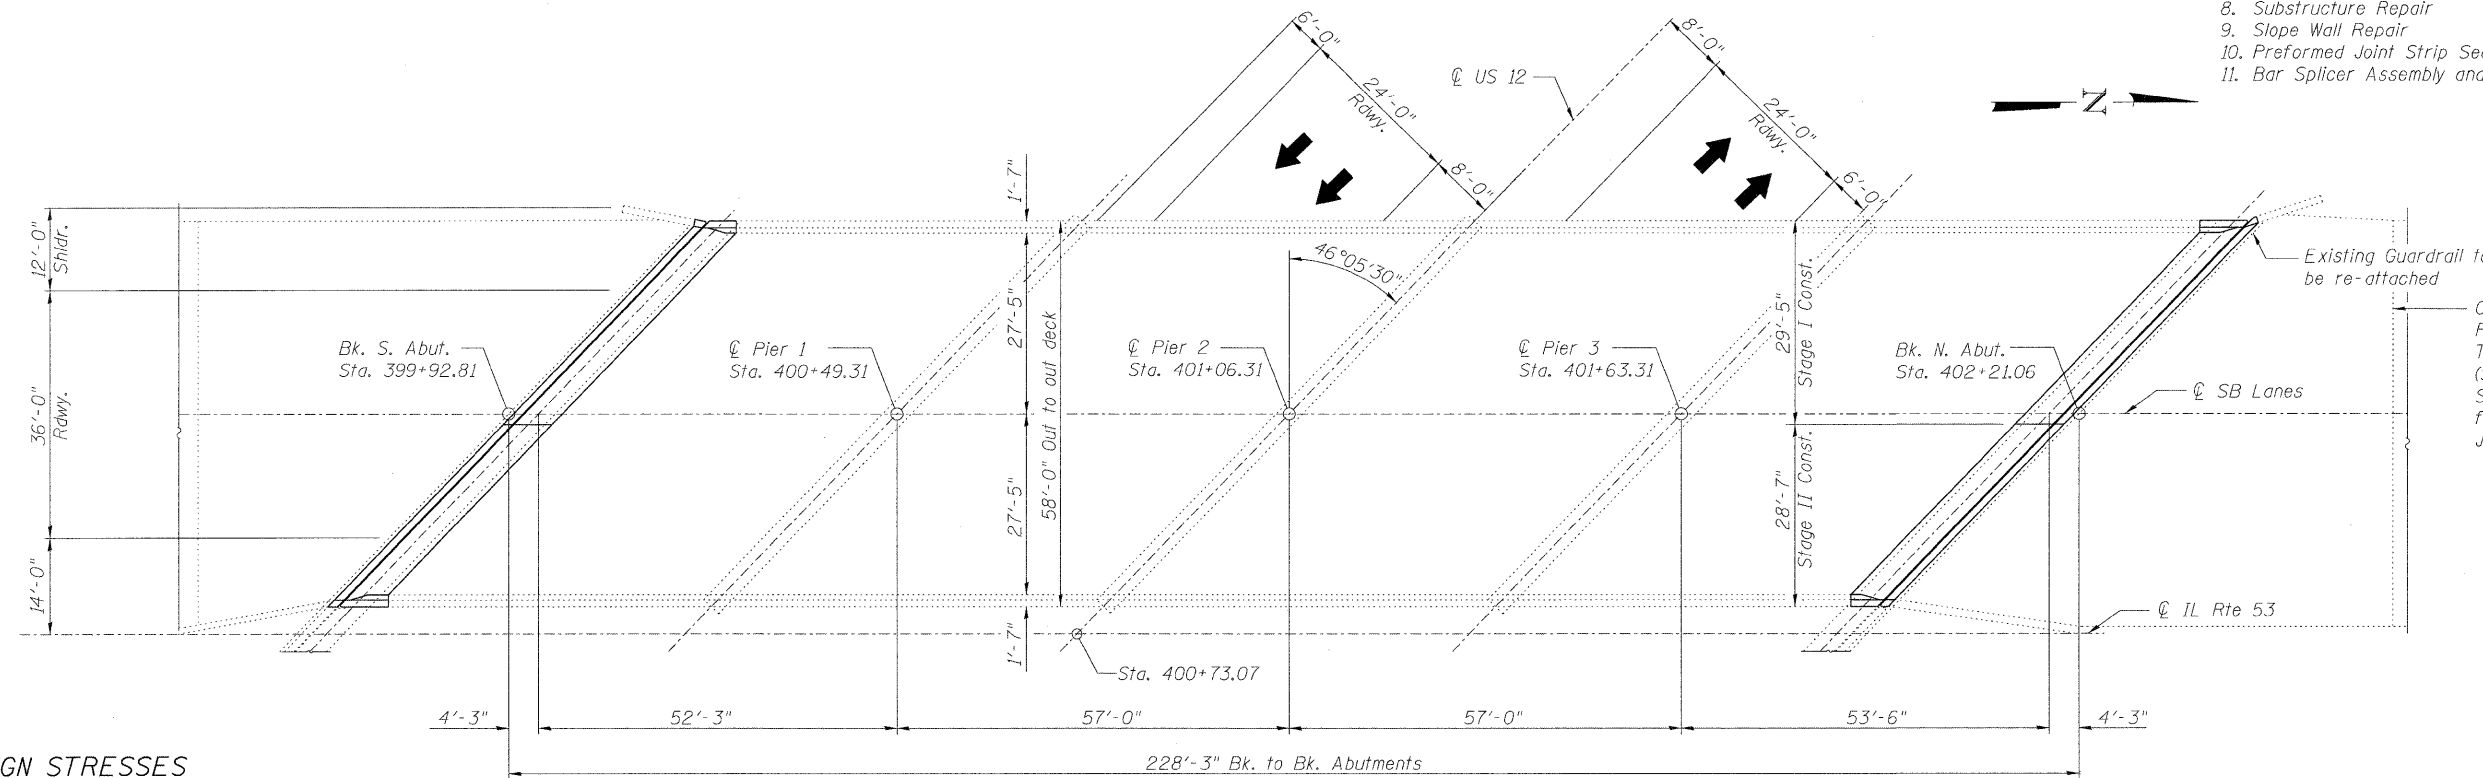 8. Substructure Repair
9. Slope Wall Repair
10. Preformed Joint Strip
11. Bar Splicer Assembly and
6'-0"
24'-0"
Rdwy.
8'-0"
℄ US 12
8'-0"
24'-0"
Rdwy.
6'-0"
N
12'-0"
Shldr.
36'-0"
Rdwy.
14'-0"
1'-7"
27'-5"
27'-5"
1'-7"
58'-0" Out to out deck
46°05'30"
29'-5"
Stage I Const.
28'-7"
Stage II Const.
Existing Guardrail
be re-attached
Bk. S. Abut.
Sta. 399+92.81
℄ Pier 1
Sta. 400+49.31
℄ Pier 2
Sta. 401+06.31
℄ Pier 3
Sta. 401+63.31
Bk. N. Abut.
Sta. 402+21.06
℄ SB Lanes
℄ IL Rte 53
Sta. 400+73.07
4'-3"
52'-3"
57'-0"
57'-0"
53'-6"
4'-3"
228'-3" Bk. to Bk. Abutments
GN STRESSES